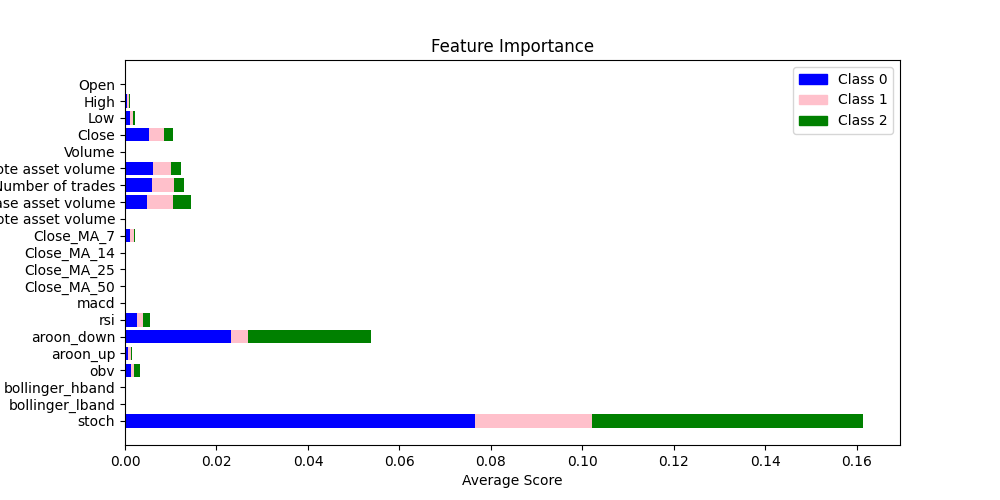 Feature Importance
Open
High
Low
Close
Volume
ote asset volume
Number of trades
ase asset volume
ote asset volume
Close_MA_7
Close_MA_14
Close_MA_25
Close_MA_50
macd
rsi
aroon_down
aroon_up
obv
bollinger_hband
bollinger_lband
stoch
Class 0
Class 1
Class 2
0.00 0.02 0.04 0.06 0.08 0.10 0.12 0.14 0.16
Average Score